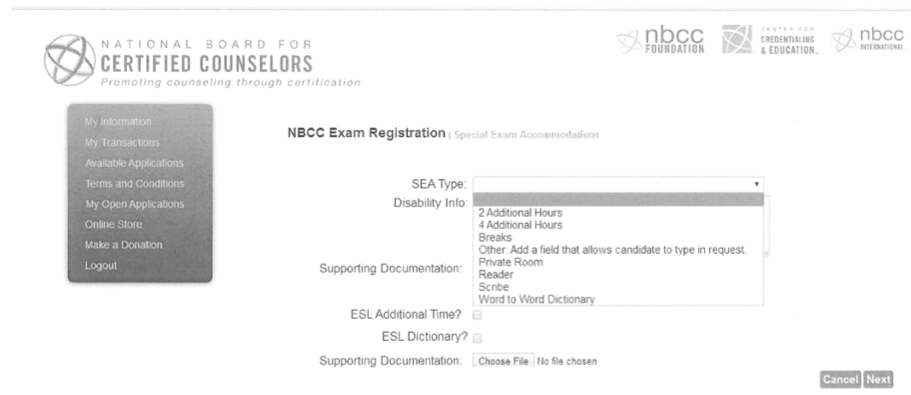 NATIONAL BOARD FOR
CERTIFIED COUNSELORS
Promoting counseling through certification
nbcc
FOUNDATION
CENTER FOR
CREDENTIALING
& EDUCATION
nbcc
INTERNATIONAL
My Information
My Transactions
Available Applications
Terms and Conditions
My Open Applications
Online Store
Make a Donation
Logout
NBCC Exam Registration | Special Exam Accommodations
SEA Type:
Disability Info:
2 Additional Hours
4 Additional Hours
Breaks
Other: Add a field that allows candidate to type in request.
Private Room
Reader
Scribe
Word to Word Dictionary
Supporting Documentation:
ESL Additional Time?
ESL Dictionary?
Supporting Documentation: Choose File No file chosen
Cancel Next